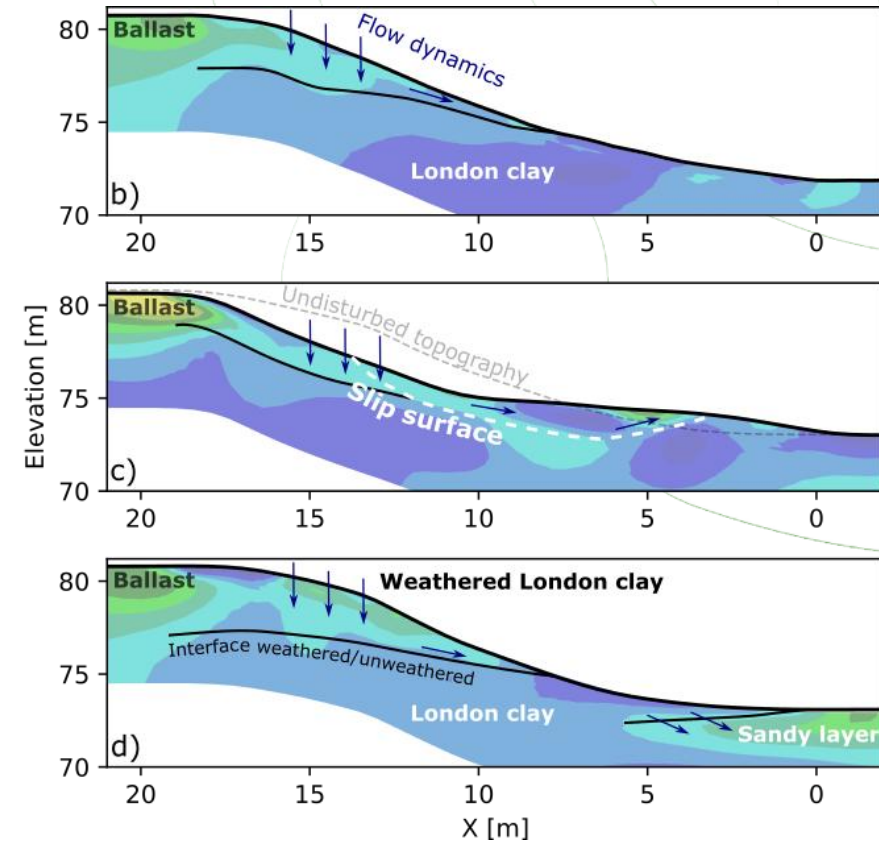 80
Ballast
Flow dynamics
75
London clay
70
b)
20
15
10
5
0
80
Ballast
Undisturbed topography
75
Slip surface
70
c)
20
15
10
5
0
Elevation [m]
80
Ballast
Weathered London clay
Interface weathered/unweathered
75
London clay
Sandy layer
70
d)
20
15
10
5
0
X [m]